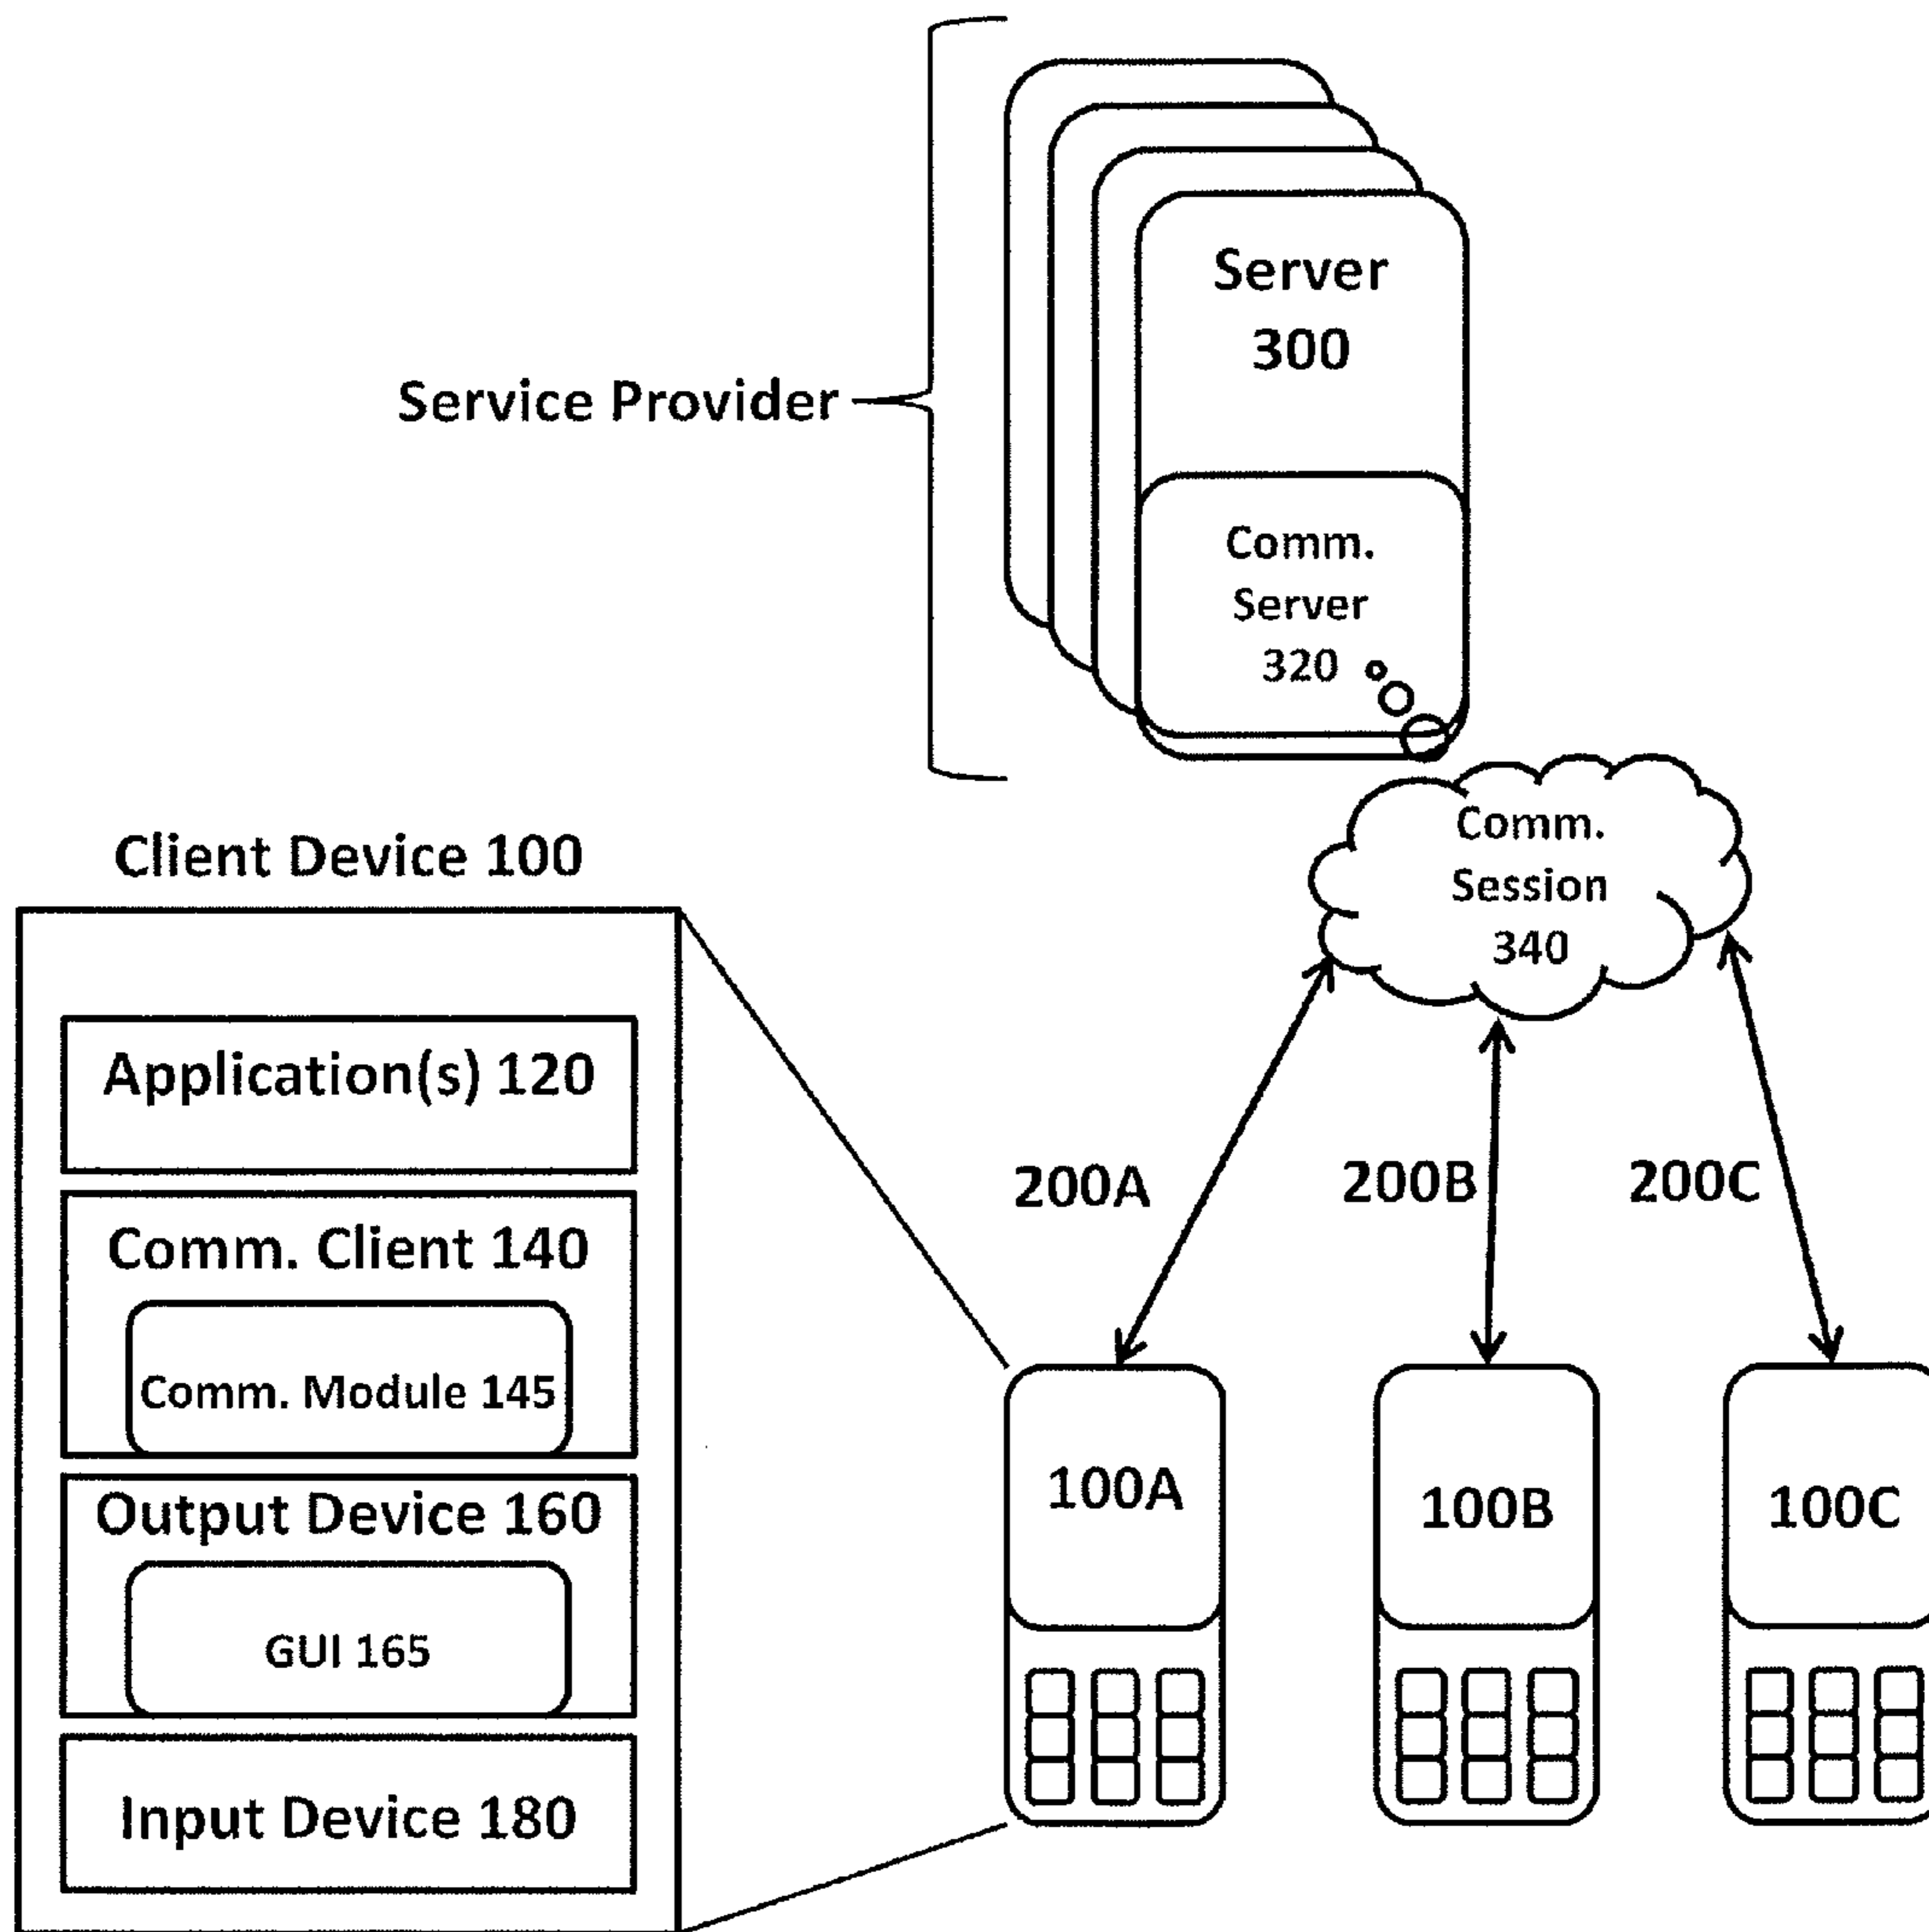 Server
300
Service Provider
Comm.
Server
320
Comm.
Session
340
Client Device 100
Application(s) 120
Comm. Client 140
Comm. Module 145
Output Device 160
GUI 165
Input Device 180
200A
200B
200C
100A
100B
100C